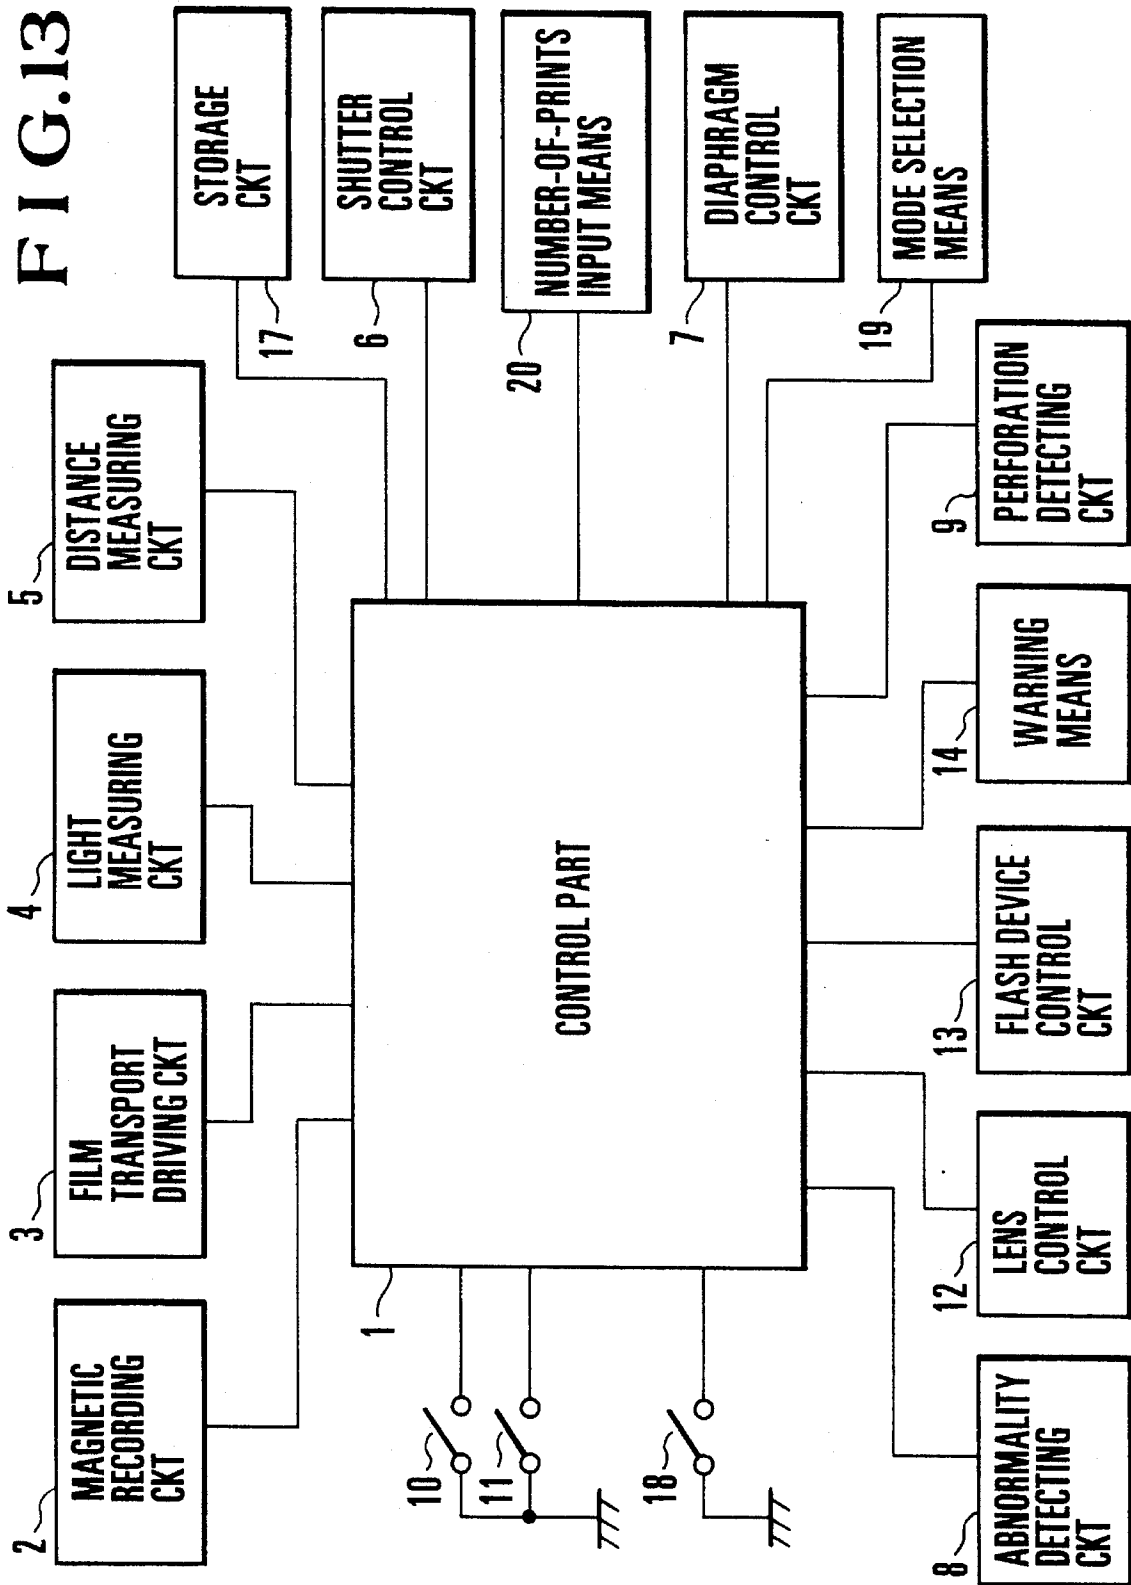 FIG.13
2
MAGNETIC
RECORDING
CKT
3
FILM
TRANSPORT
DRIVING CKT
4
LIGHT
MEASURING
CKT
5
DISTANCE
MEASURING
CKT
17
STORAGE
CKT
6
SHUTTER
CONTROL
CKT
20
NUMBER-OF-PRINTS
INPUT MEANS
7
DIAPHRAGM
CONTROL
CKT
19
MODE SELECTION
MEANS
1
CONTROL PART
10
11
18
8
ABNORMALITY
DETECTING
CKT
12
LENS
CONTROL
CKT
13
FLASH DEVICE
CONTROL
CKT
14
WARNING
MEANS
9
PERFORATION
DETECTING
CKT